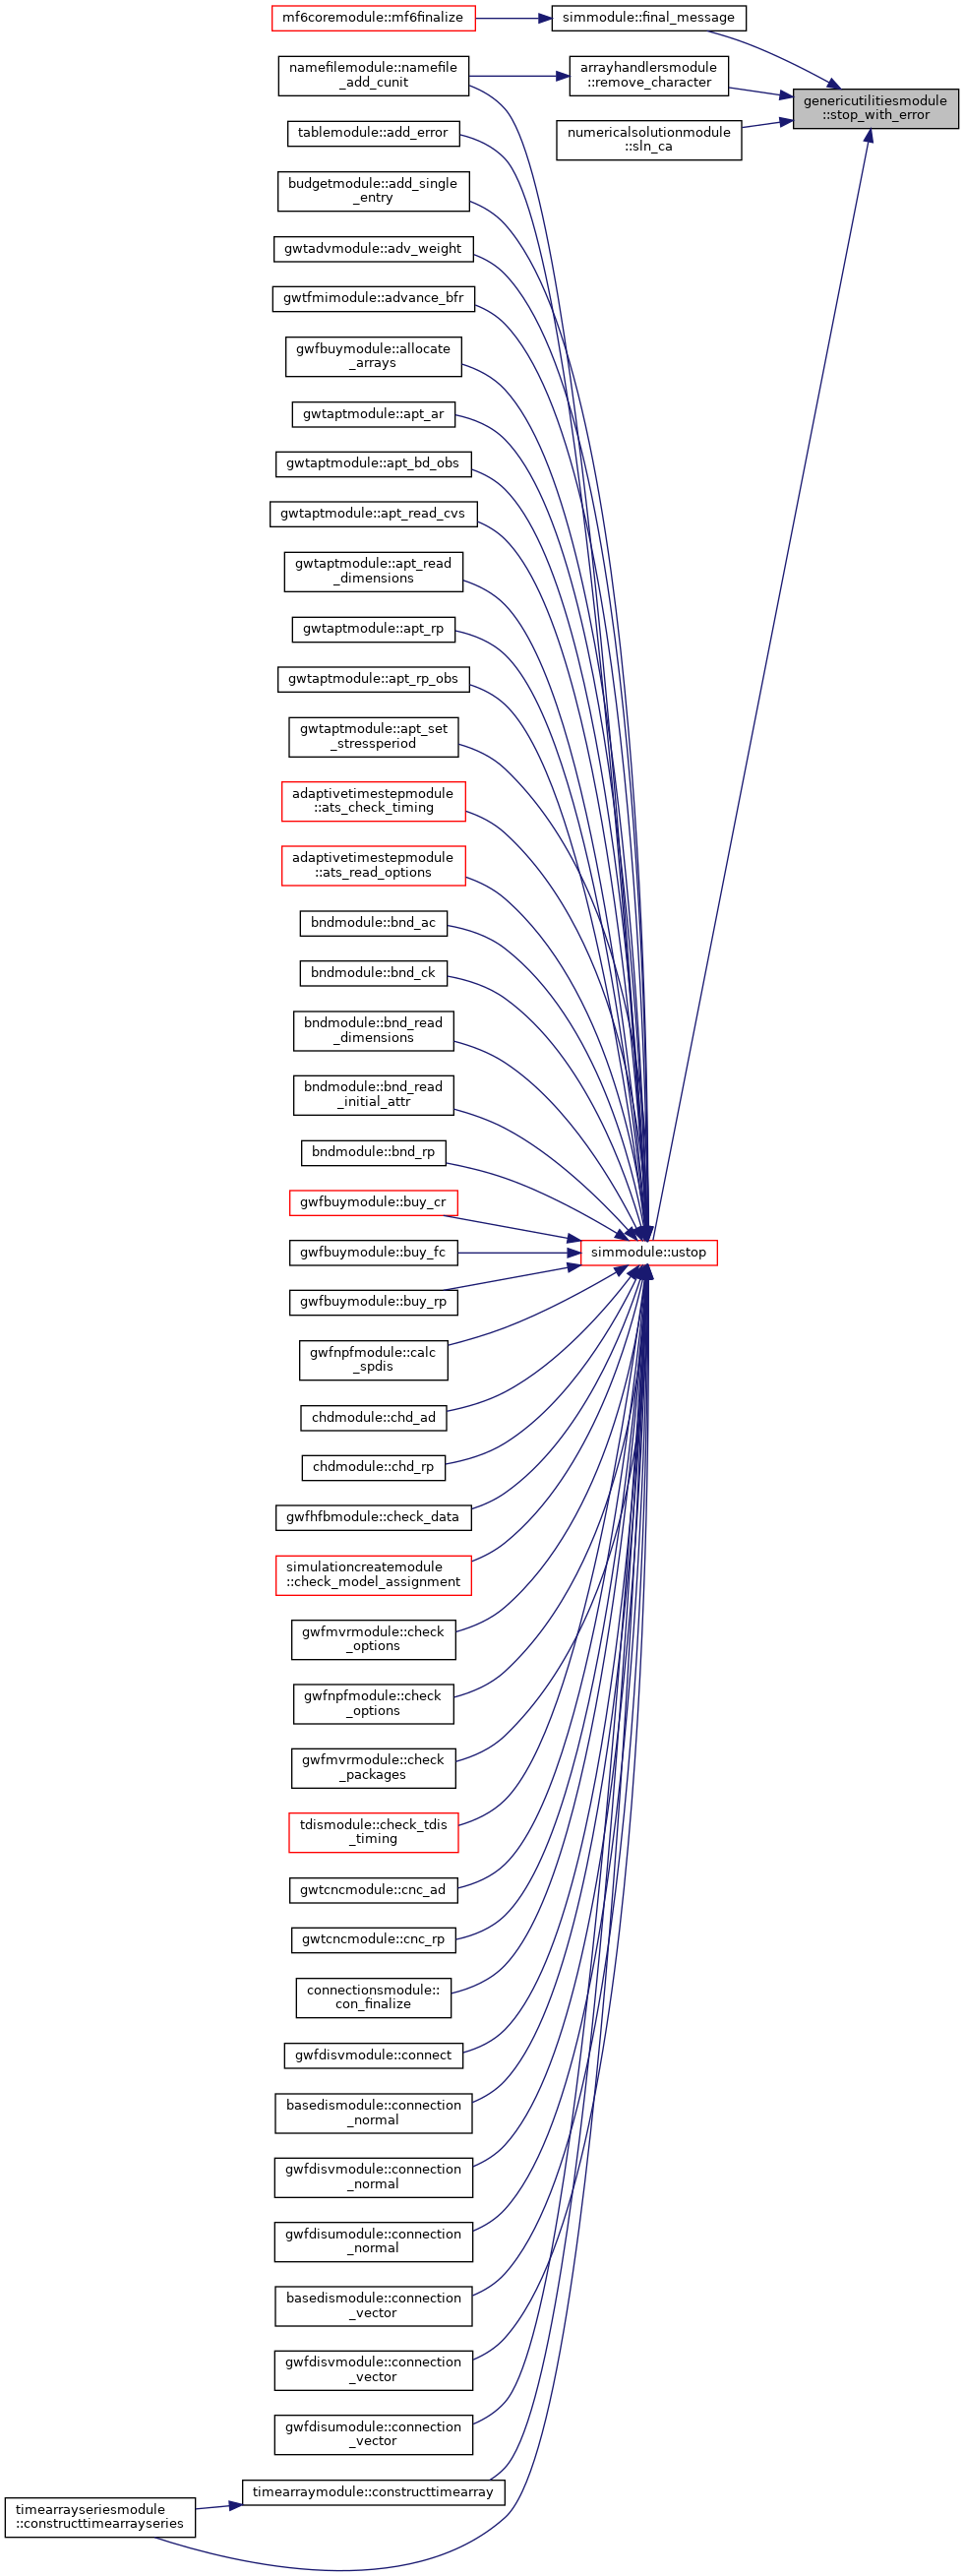 mf6coremodule::mf6finalize
simmodule::final_message
namefilemodule::namefile
_add_cunit
arrayhandlersmodule
::remove_character
genericutilitiesmodule
::stop_with_error
tablemodule::add_error
numericalsolutionmodule
::sln_ca
budgetmodule::add_single
_entry
gwtadvmodule::adv_weight
gwtfmimodule::advance_bfr
gwfbuymodule::allocate
_arrays
gwtaptmodule::apt_ar
gwtaptmodule::apt_bd_obs
gwtaptmodule::apt_read_cvs
gwtaptmodule::apt_read
_dimensions
gwtaptmodule::apt_rp
gwtaptmodule::apt_rp_obs
gwtaptmodule::apt_set
_stressperiod
adaptivetimestepmodule
::ats_check_timing
adaptivetimestepmodule
::ats_read_options
bndmodule::bnd_ac
bndmodule::bnd_ck
bndmodule::bnd_read
_dimensions
bndmodule::bnd_read
_initial_attr
bndmodule::bnd_rp
gwfbuymodule::buy_cr
gwfbuymodule::buy_fc
simmodule::ustop
gwfbuymodule::buy_rp
gwfnpfmodule::calc
_spdis
chdmodule::chd_ad
chdmodule::chd_rp
gwfhfbmodule::check_data
simulationcreatemodule
::check_model_assignment
gwfmvrmodule::check
_options
gwfnpfmodule::check
_options
gwfmvrmodule::check
_packages
tdismodule::check_tdis
_timing
gwtcncmodule::cnc_ad
gwtcncmodule::cnc_rp
connectionsmodule::
con_finalize
gwfdisvmodule::connect
basedismodule::connection
_normal
gwfdisvmodule::connection
_normal
gwfdisumodule::connection
_normal
basedismodule::connection
_vector
gwfdisvmodule::connection
_vector
gwfdisumodule::connection
_vector
timearraymodule::constructtimearray
timearrayseriesmodule
::constructtimearrayseries